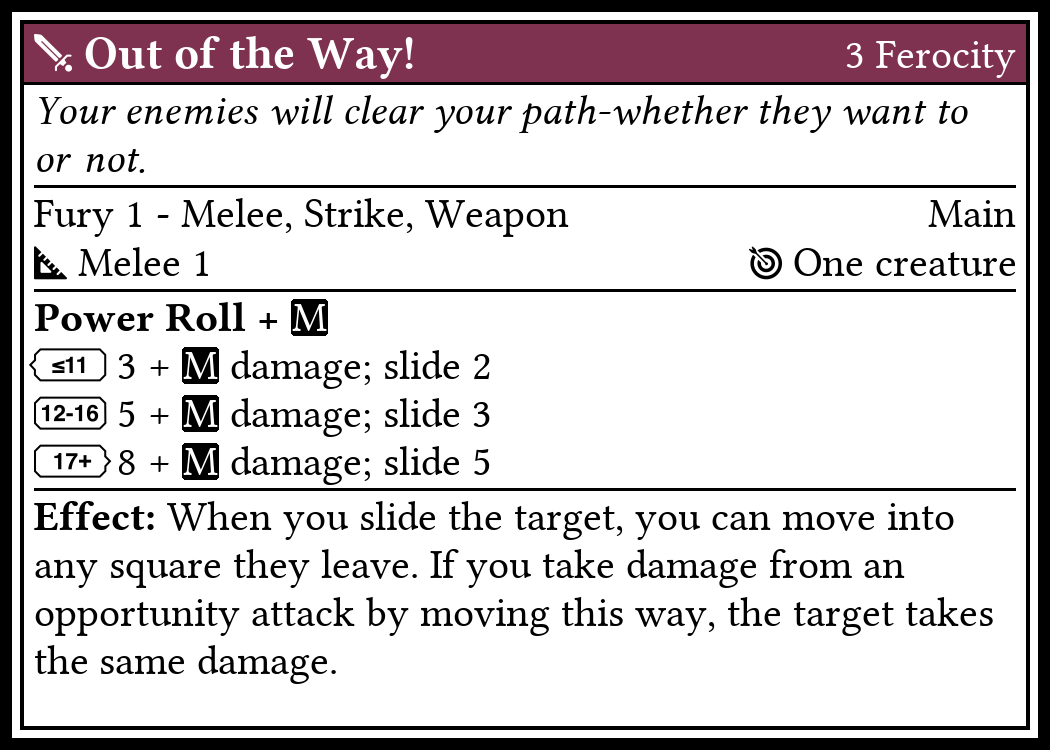 Out of the Way! 3 Ferocity
Your enemies will clear your path-whether they want to
or not.
Fury 1 - Melee, Strike, Weapon Main
Melee 1 One creature
Power Roll + M
≤11 3 + M damage; slide 2
12-16 5 + M damage; slide 3
17+ 8 + M damage; slide 5
Effect: When you slide the target, you can move into
any square they leave. If you take damage from an
opportunity attack by moving this way, the target takes
the same damage.